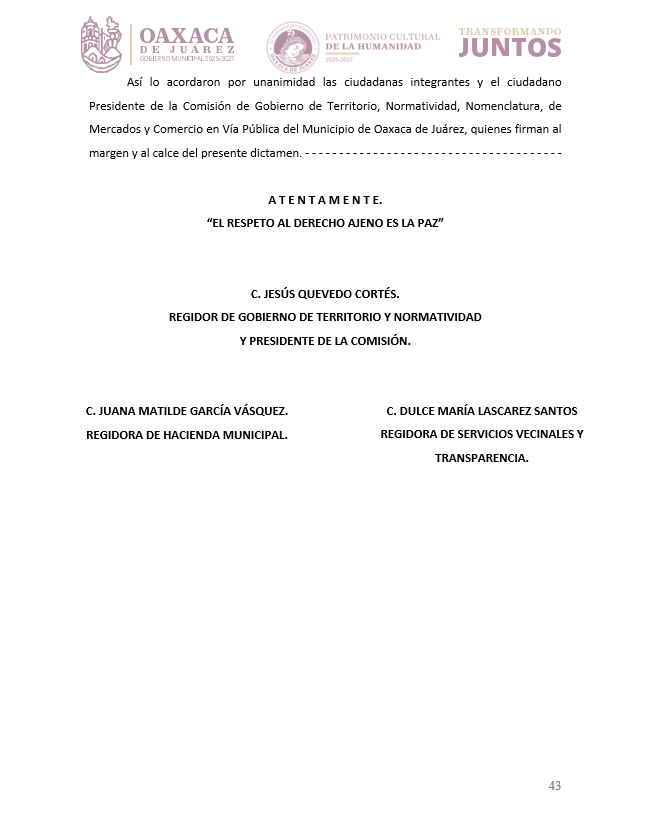 OAXACA
DE JUÁREZ
GOBIERNO MUNICIPAL 2025-2027
PATRIMONIO CULTURAL
DE LA HUMANIDAD
2025-2027
TRANSFORMANDO
JUNTOS
Así lo acordaron por unanimidad las ciudadanas integrantes y el ciudadano
Presidente de la Comisión de Gobierno de Territorio, Normatividad, Nomenclatura, de
Mercados y Comercio en Vía Pública del Municipio de Oaxaca de Juárez, quienes firman al
margen y al calce del presente dictamen. - - - - - - - - - - - - - - - - - - - - - - - - - - - - - - - - - - - - - -
A T E N T A M E N T E.
“EL RESPETO AL DERECHO AJENO ES LA PAZ”
C. JESÚS QUEVEDO CORTÉS.
REGIDOR DE GOBIERNO DE TERRITORIO Y NORMATIVIDAD
Y PRESIDENTE DE LA COMISIÓN.
C. JUANA MATILDE GARCÍA VÁSQUEZ.
REGIDORA DE HACIENDA MUNICIPAL.
C. DULCE MARÍA LASCAREZ SANTOS
REGIDORA DE SERVICIOS VECINALES Y
TRANSPARENCIA.
43